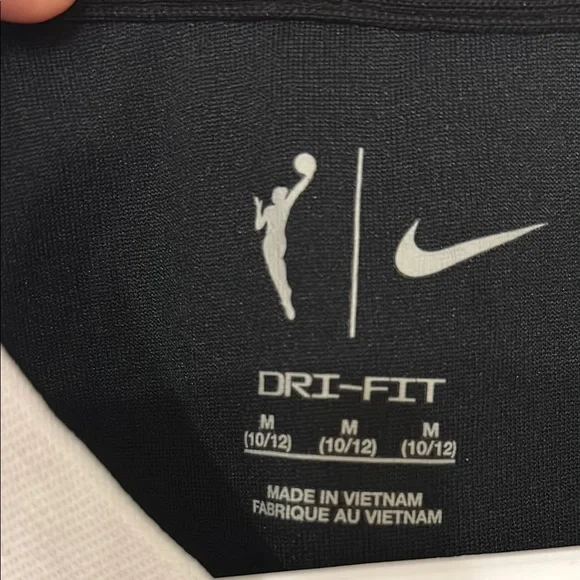 DRI-FIT
M M M
(10/12) (10/12) (10/12)
MADE IN VIETNAM
FABRIQUE AU VIETNAM